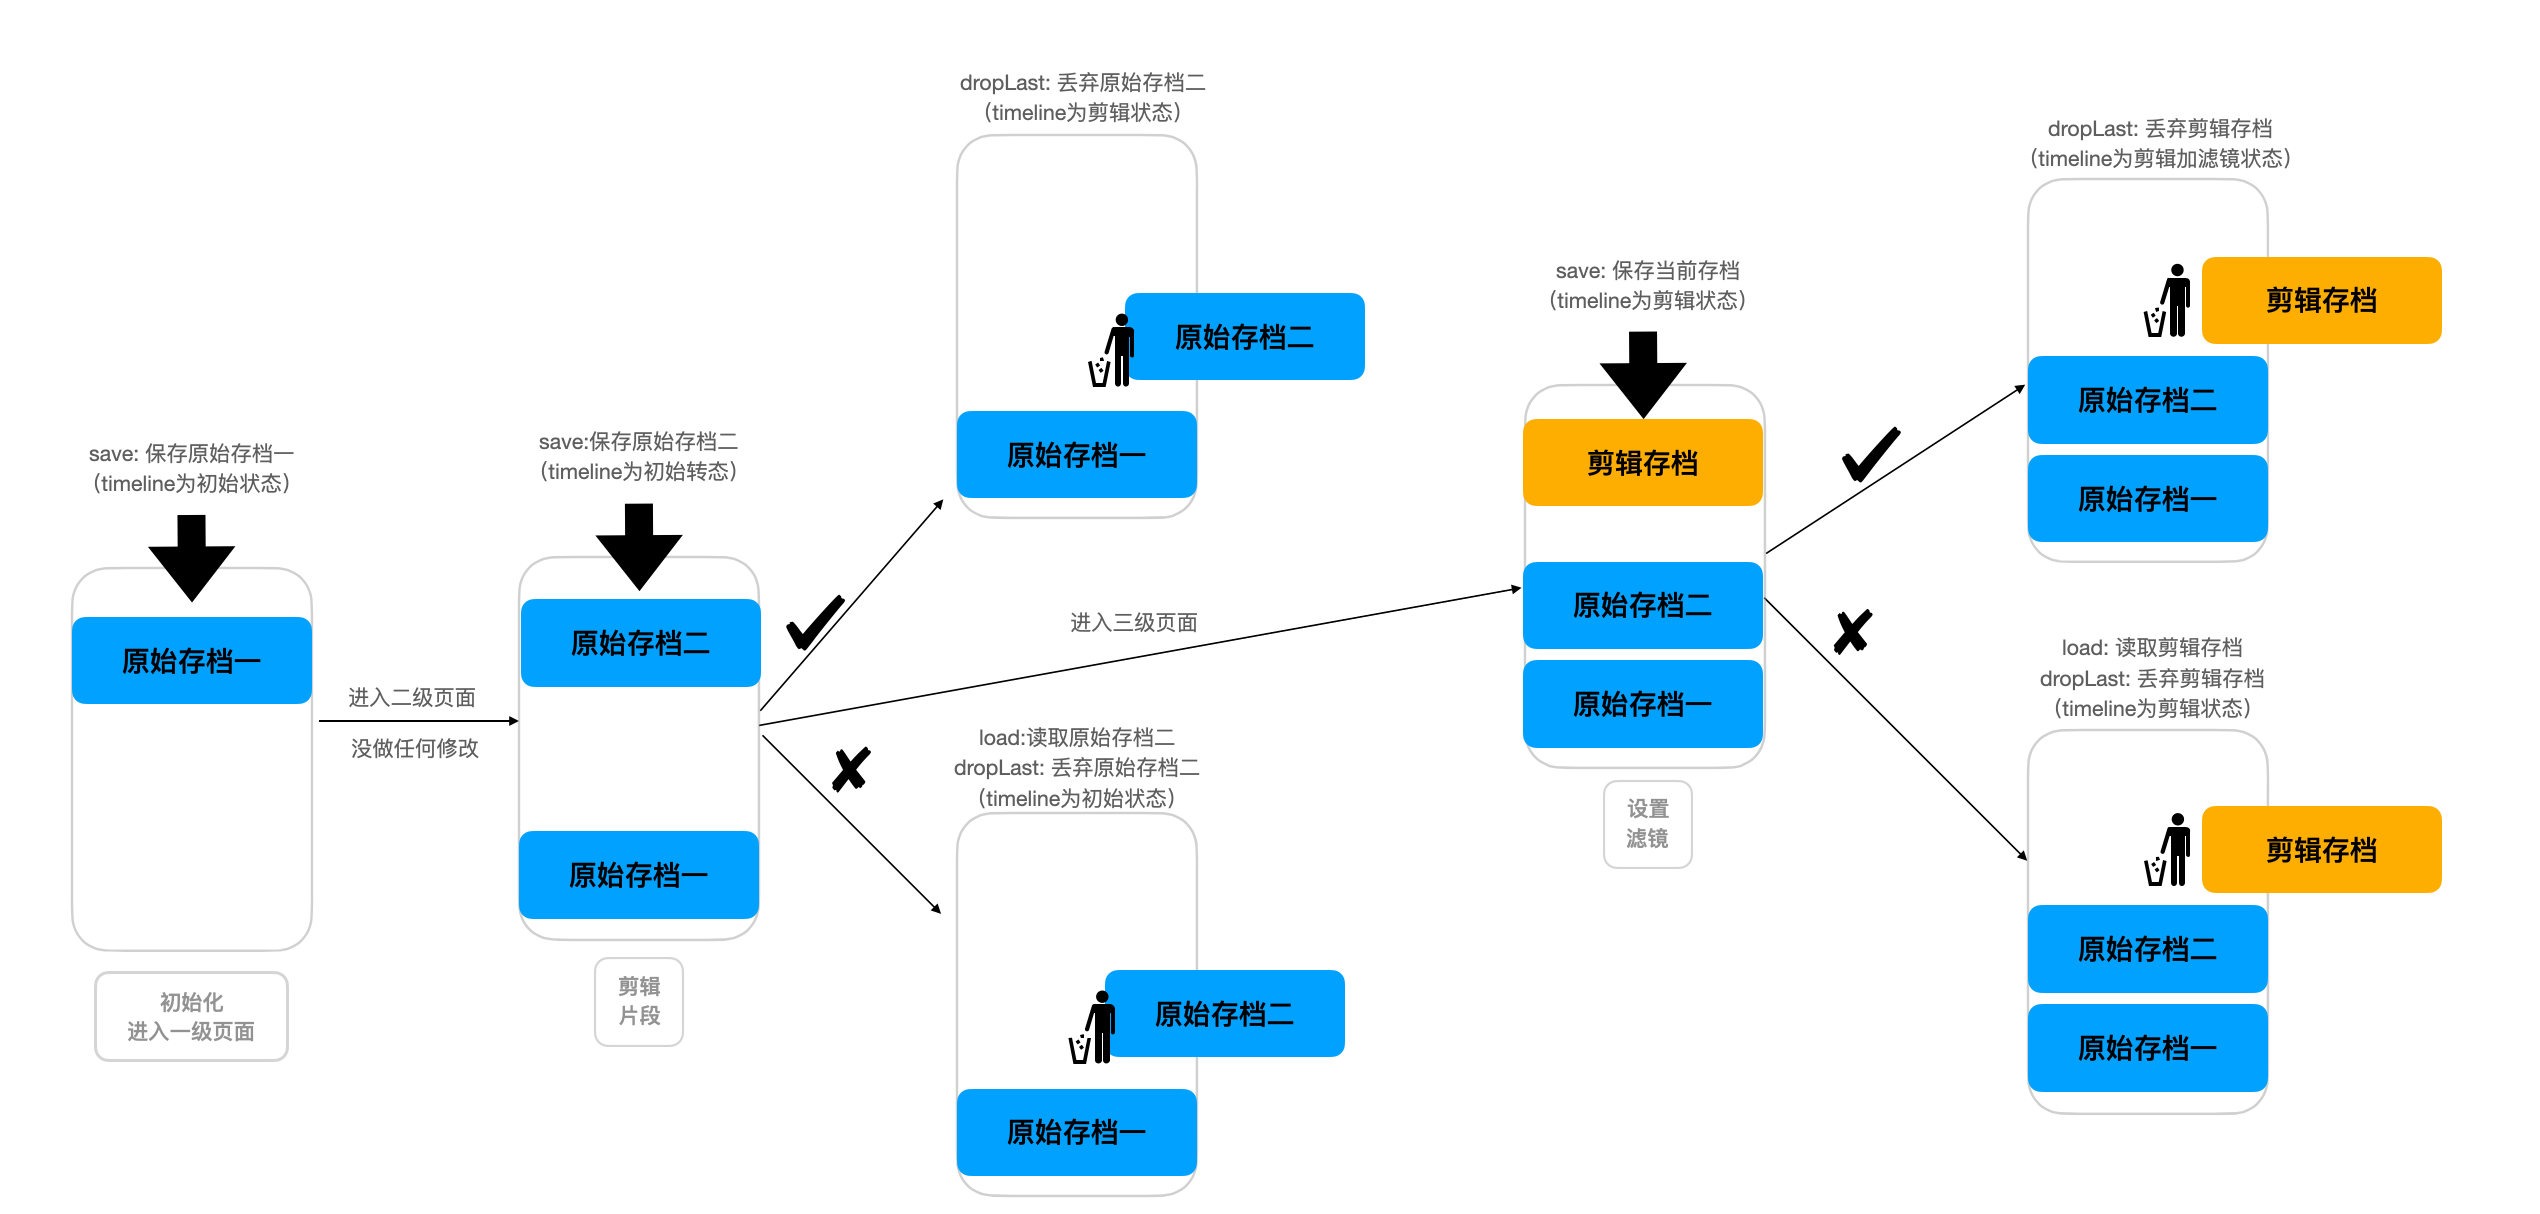 save: 保存原始存档一
(timeline为初始状态)
原始存档一
初始化
进入一级页面
进入二级页面
没做任何修改
save:保存原始存档二
(timeline为初始转态)
原始存档二
原始存档一
剪辑
片段
dropLast: 丢弃原始存档二
(timeline为剪辑状态)
原始存档二
原始存档一
进入三级页面
load:读取原始存档二
dropLast: 丢弃原始存档二
(timeline为初始状态)
原始存档二
原始存档一
save: 保存当前存档
(timeline为剪辑状态)
剪辑存档
原始存档二
原始存档一
设置
滤镜
dropLast: 丢弃剪辑存档
(timeline为剪辑加滤镜状态)
剪辑存档
原始存档二
原始存档一
load: 读取剪辑存档
dropLast: 丢弃剪辑存档
(timeline为剪辑状态)
剪辑存档
原始存档二
原始存档一